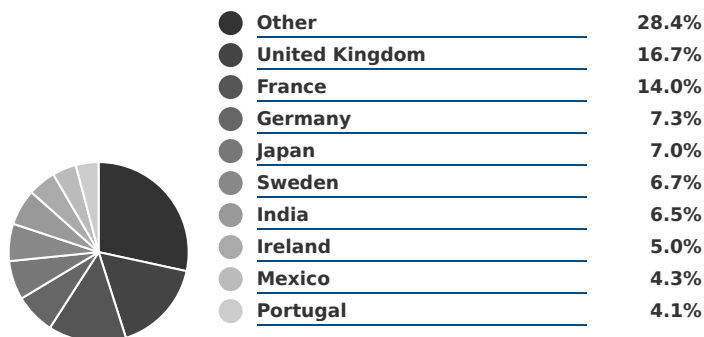 Other 28.4%
United Kingdom 16.7%
France 14.0%
Germany 7.3%
Japan 7.0%
Sweden 6.7%
India 6.5%
Ireland 5.0%
Mexico 4.3%
Portugal 4.1%